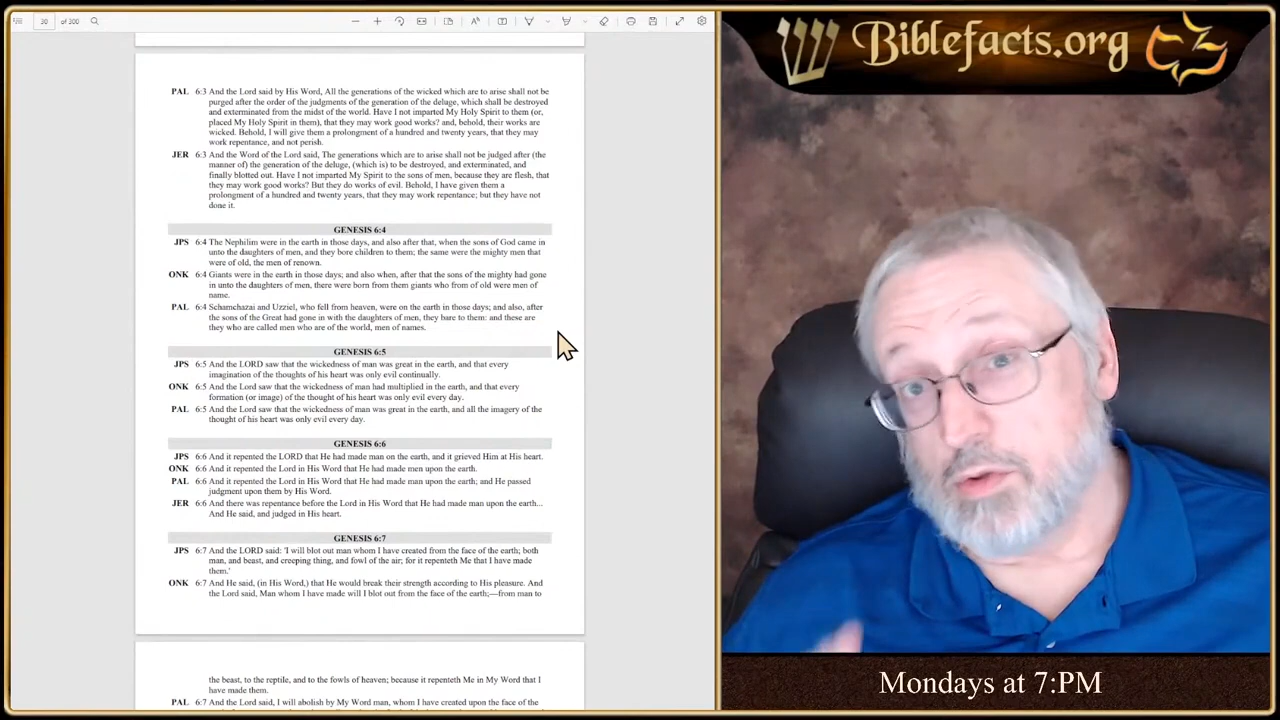 30 of 300
Biblefacts.org
PAL 6:3 And the Lord said by His Word, All the generations of the wicked which are to arise shall not be
purged after the order of the judgments of the generation of the deluge, which shall be destroyed
and exterminated from the midst of the world. Have I not imparted My Holy Spirit to them (or,
placed My Holy Spirit in them), that they may work good works? and, behold, their works are
wicked. Behold, I will give them a prolongment of a hundred and twenty years, that they may
work repentance, and not perish.
JER 6:3 And the Word of the Lord said, The generations which are to arise shall not be judged after (the
manner of) the generation of the deluge, (which is) to be destroyed, and exterminated, and
finally blotted out. Have I not imparted My Spirit to the sons of men, because they are flesh, that
they may work good works? But they do works of evil. Behold, I have given them a
prolongment of a hundred and twenty years, that they may work repentance; but they have not
done it.
GENESIS 6:4
JPS 6:4 The Nephilim were in the earth in those days, and also after that, when the sons of God came in
unto the daughters of men, and they bore children to them; the same were the mighty men that
were of old, the men of renown.
ONK 6:4 Giants were in the earth in those days; and also when, after that the sons of the mighty had gone
in unto the daughters of men, there were born from them giants who from of old were men of
name.
PAL 6:4 Schamchazai and Uzziel, who fell from heaven, were on the earth in those days; and also, after
the sons of the Great had gone in with the daughters of men, they bare to them: and these are
they who are called men who are of the world, men of names.
GENESIS 6:5
JPS 6:5 And the LORD saw that the wickedness of man was great in the earth, and that every
imagination of the thoughts of his heart was only evil continually.
ONK 6:5 And the Lord saw that the wickedness of man had multiplied in the earth, and that every
formation (or image) of the thought of his heart was only evil every day.
PAL 6:5 And the Lord saw that the wickedness of man was great in the earth, and all the imagery of the
thought of his heart was only evil every day.
GENESIS 6:6
JPS 6:6 And it repented the LORD that He had made man on the earth, and it grieved Him at His heart.
ONK 6:6 And it repented the Lord in His Word that He had made men upon the earth.
PAL 6:6 And it repented the Lord that He had made man upon the earth; and He passed
judgment upon them by His Word.
JER 6:6 And there was repentance before the Lord in His Word that He had made man upon the earth...
And He said, and judged in His heart.
GENESIS 6:7
JPS 6:7 And the LORD said: 'I will blot out man whom I have created from the face of the earth; both
man, and beast, and creeping thing, and fowl of the air; for it repenteth Me that I have made
them.'
ONK 6:7 And He said, (in His Word,) that He would break their strength according to His pleasure. And
the Lord said, Man whom I have made will I blot out from the face of the earth;—from man to
the beast, to the reptile, and to the fowls of heaven; because it repenteth Me in My Word that I
have made them.
PAL 6:7 And the Lord said, I will abolish by My Word man, whom I have created upon the face of the
Mondays at 7:PM